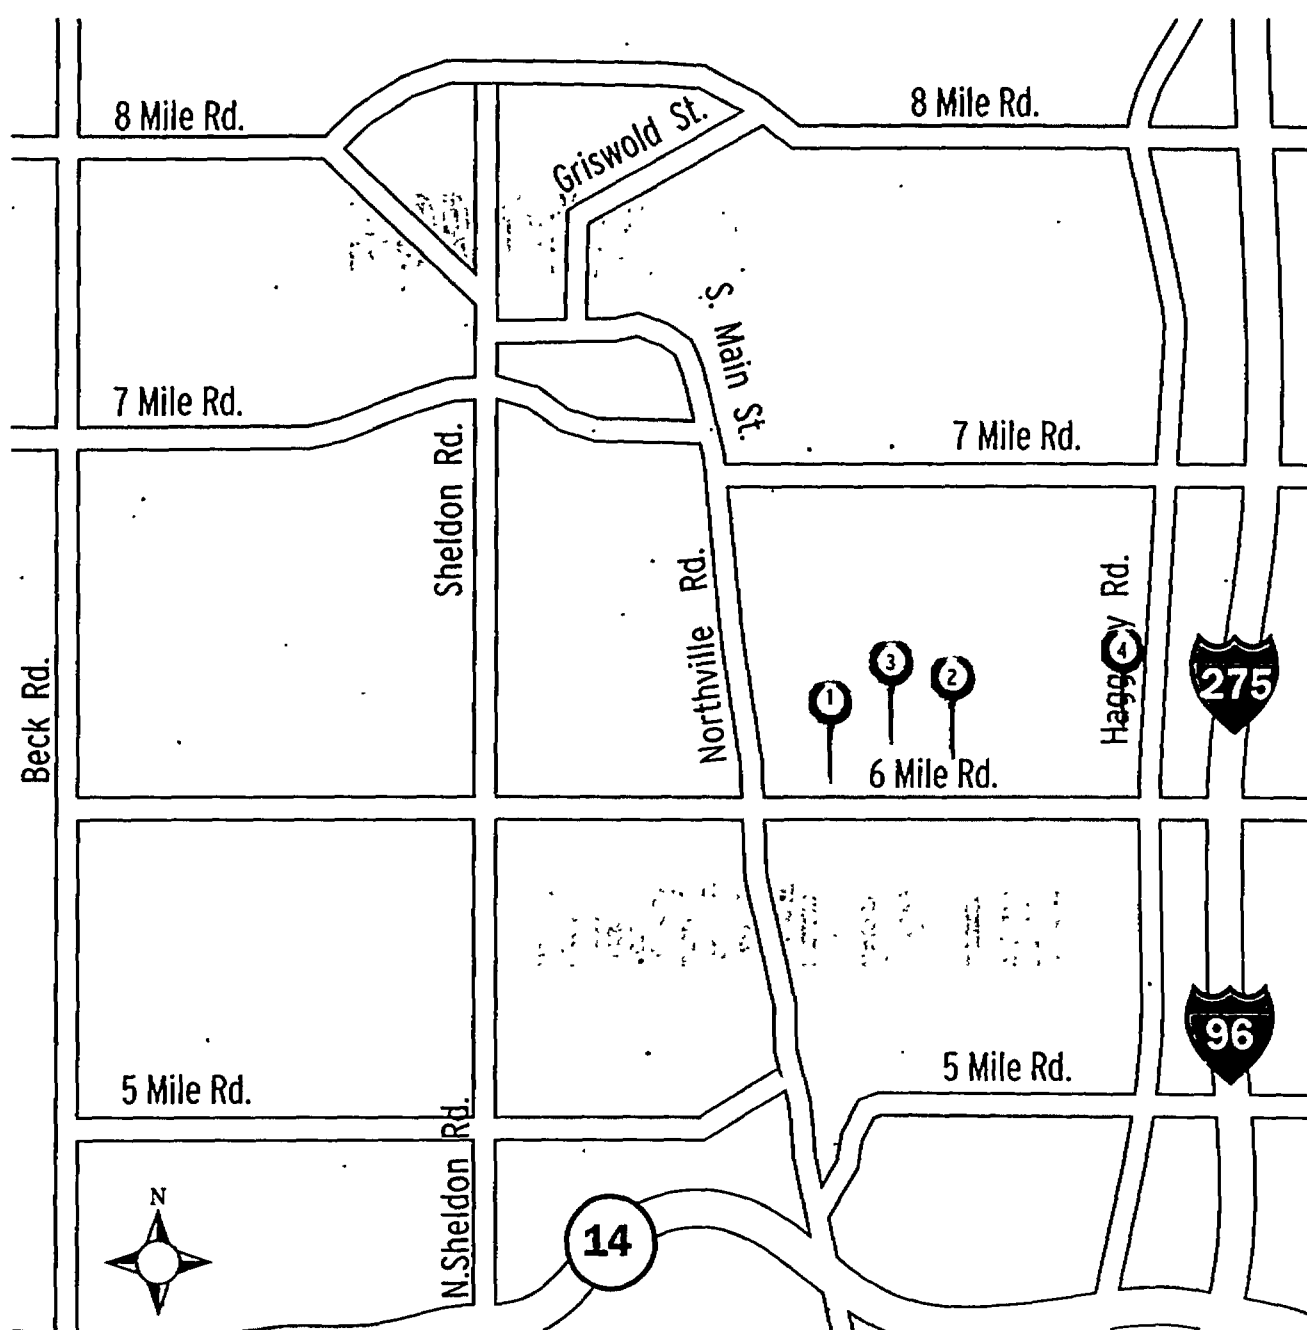 8 Mile Rd.
8 Mile Rd.
Griswold St.
S. Main St.
7 Mile Rd.
7 Mile Rd.
Sheldon Rd.
Northville Rd.
Haggerty Rd.
Beck Rd.
1
3
2
4
275
6 Mile Rd.
96
5 Mile Rd.
5 Mile Rd.
N.Sheldon Rd.
N
14